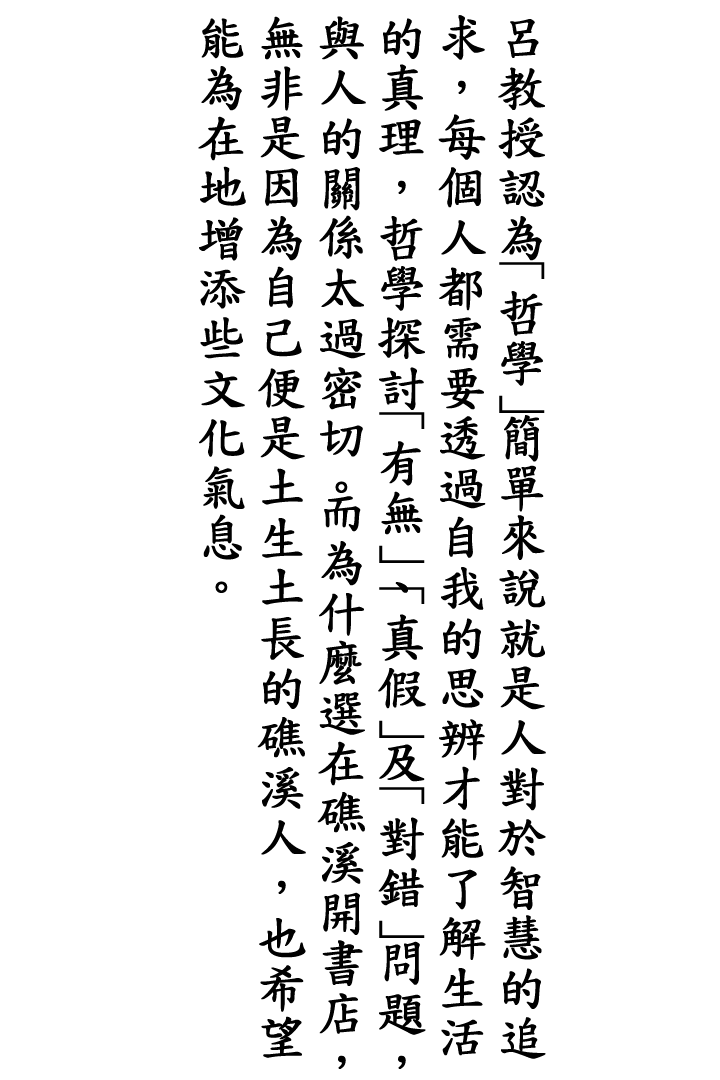 呂教授認為「哲學」簡單來說就是人對於智慧的追
求，每個人都需要透過自我的思辨才能了解生活
的真理，哲學探討「有無」、「真假」及「對錯」問題，
與人的關係太過密切。而為什麼選在礁溪開書店，
無非是因為自己便是土生土長的礁溪人，也希望
能為在地增添些文化氣息。